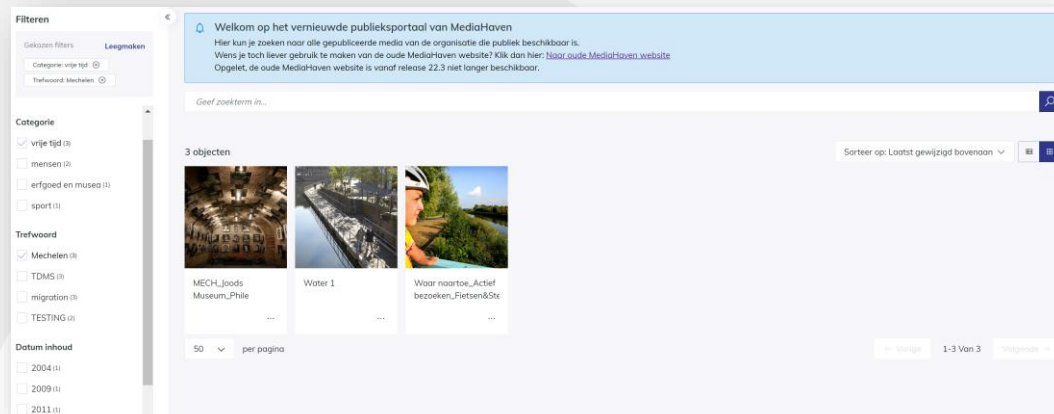 Filteren
Gekozen filters Leegmaken
Categorie: vrije tijd
Trefwoord: Mechelen
Categorie
vrije tijd (3)
mensen (2)
erfgoed en musea (1)
sport (1)
Trefwoord
Mechelen (3)
TDMS (3)
migration (3)
TESTING (2)
Datum inhoud
2004 (1)
2009 (1)
2011 (1)
Welkom op het vernieuwde publieksportaal van MediaHaven
Hier kun je zoeken naar alle gepubliceerde media van de organisatie die publiek beschikbaar is.
Wens je toch liever gebruik te maken van de oude MediaHaven website? Klik dan hier: Naar oude MediaHaven website
Opgelet, de oude MediaHaven website is vanaf release 22.3 niet langer beschikbaar.
Geef zoekterm in...
3 objecten
Sorteer op: Laatst gewijzigd bovenaan
MECH_Joods
Museum_Phile
...
Water 1
...
Waar naartoe_Actief
bezoeken_Fietsen&Ste
...
50 per pagina
← Vorige 1-3 Van 3 Volgende →